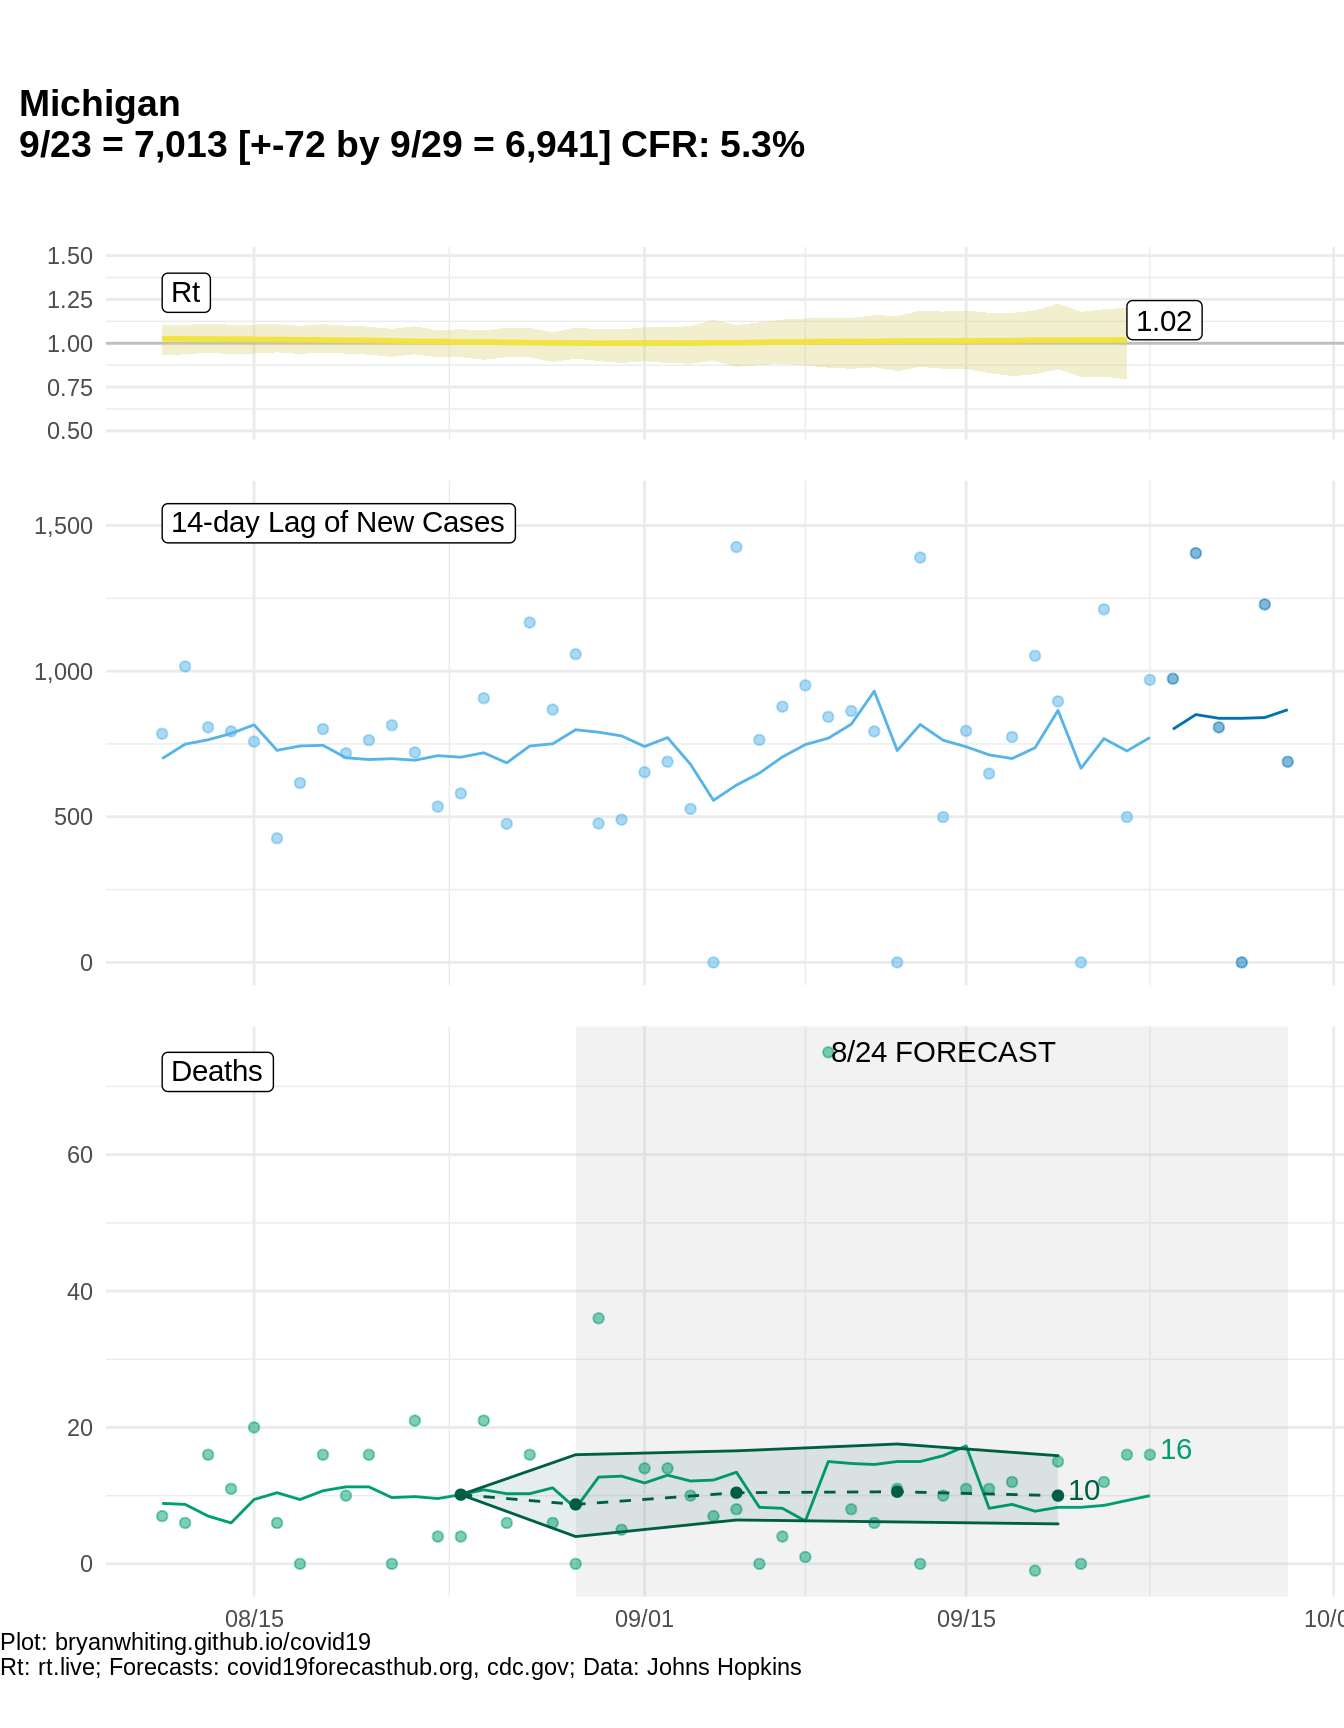 Michigan
9/23 = 7,013 [+-72 by 9/29 = 6,941] CFR: 5.3%
1.50
Rt
1.25
1.02
1.00
0.75
0.50
14-day Lag of New Cases
1,500
1,000
500
0
8/24 FORECAST
Deaths
60
40
20
16
10
0
08/15
09/01
09/15
10/0
Plot: bryanwhiting.github.io/covid19
Rt: rt.live; Forecasts: covid19forecasthub.org, cdc.gov; Data: Johns Hopkins